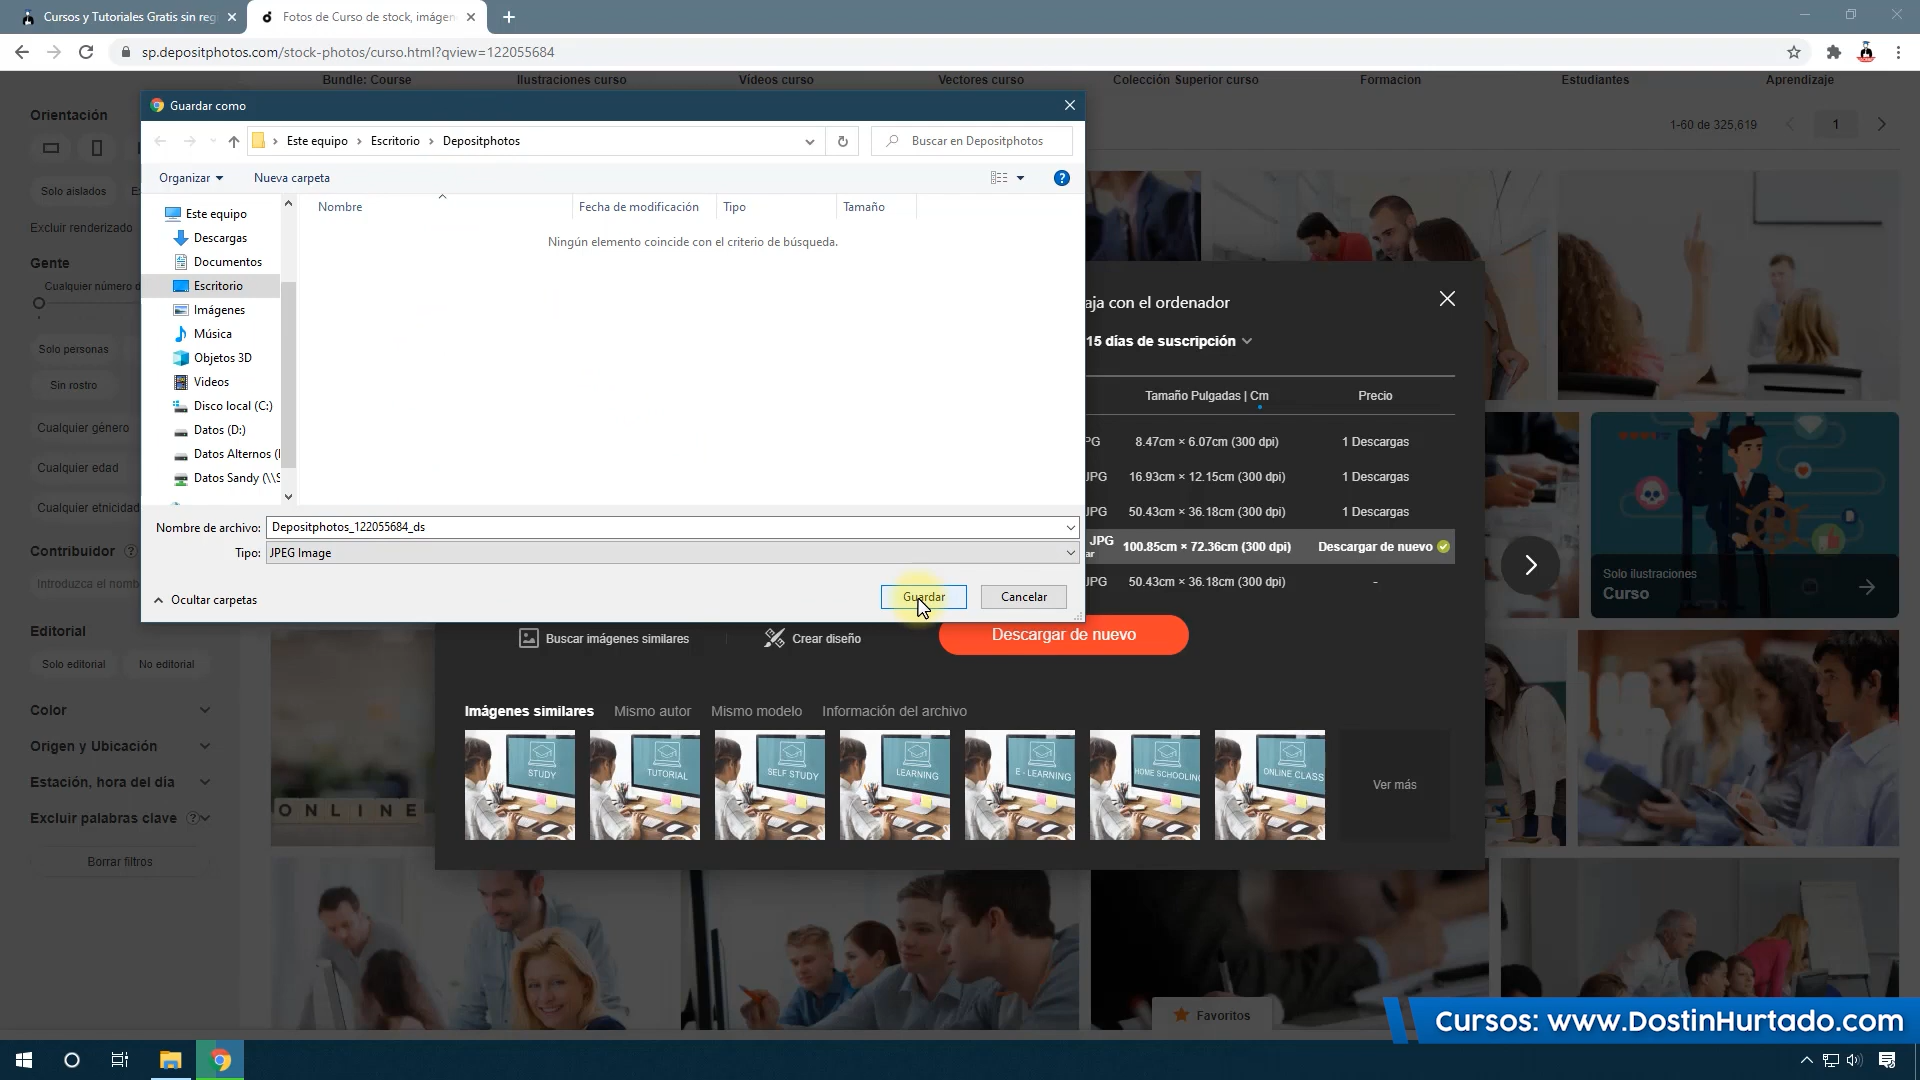 Cursos y Tutoriales Gratis sin reg
Fotos de Curso de stock, imágen
sp.depositphotos.com/stock-photos/curso.html?qview=122055684
Bundle: Course
Ilustraciones curso
Vídeos curso
Vectores curso
Colección Superior curso
Formacion
Estudiantes
Aprendizaje
1-60 de 325,619
1
Orientación
Solo aislados
Excluir renderizado
Gente
Cualquier número d
Solo personas
Sin rostro
Cualquier género
Cualquier edad
Cualquier etnicidad
Contribuidor
Introduzca el nomb
Editorial
Solo editorial
No editorial
Color
Origen y Ubicación
Estación, hora del día
Excluir palabras clave
Borrar filtros
Guardar como
Este equipo
Escritorio
Depositphotos
Buscar en Depositphotos
Organizar
Nueva carpeta
Nombre
Fecha de modificación
Tipo
Tamaño
Ningún elemento coincide con el criterio de búsqueda.
Este equipo
Descargas
Documentos
Escritorio
Imágenes
Música
Objetos 3D
Videos
Disco local (C:)
Datos (D:)
Datos Alternos (
Datos Sandy (\\S
Nombre de archivo:
Depositphotos_122055684_ds
Tipo:
JPEG Image
Ocultar carpetas
Guardar
Cancelar
aja con el ordenador
15 días de suscripción
Tamaño Pulgadas | Cm
Precio
PG
8.47cm × 6.07cm (300 dpi)
1 Descargas
JPG
16.93cm × 12.15cm (300 dpi)
1 Descargas
JPG
50.43cm × 36.18cm (300 dpi)
1 Descargas
JPG
ar
100.85cm × 72.36cm (300 dpi)
Descargar de nuevo
JPG
50.43cm × 36.18cm (300 dpi)
-
Buscar imágenes similares
Crear diseño
Descargar de nuevo
Imágenes similares
Mismo autor
Mismo modelo
Información del archivo
STUDY
TUTORIAL
SELF STUDY
LEARNING
E - LEARNING
HOME SCHOOLING
ONLINE CLASS
Ver más
Solo ilustraciones
Curso
ONLINE
Favoritos
Cursos: www.DostinHurtado.com